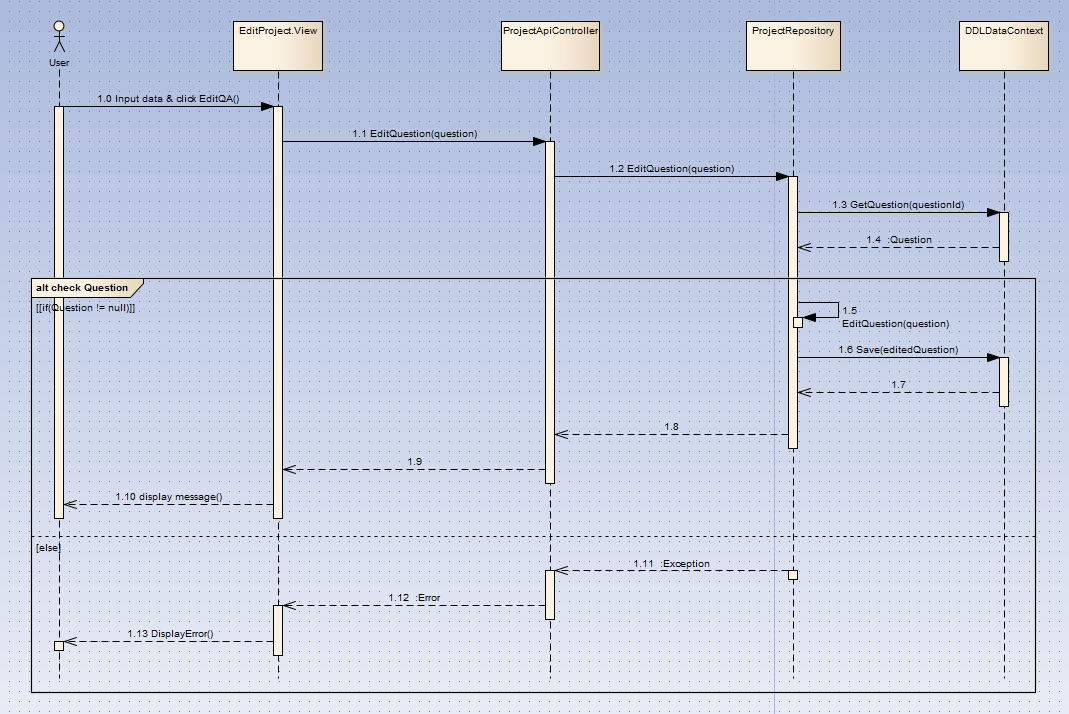 User
EditProject.View
ProjectApiController
ProjectRepository
DDLDataContext
1.0 Input data & click EditQA()
1.1 EditQuestion(question)
1.2 EditQuestion(question)
1.3 GetQuestion(questionId)
1.4 :Question
alt check Question
[[if(Question != null)]]
1.5
EditQuestion(question)
1.6 Save(editedQuestion)
1.7
1.8
1.9
1.10 display message()
[else]
1.11 :Exception
1.12 :Error
1.13 DisplayError()